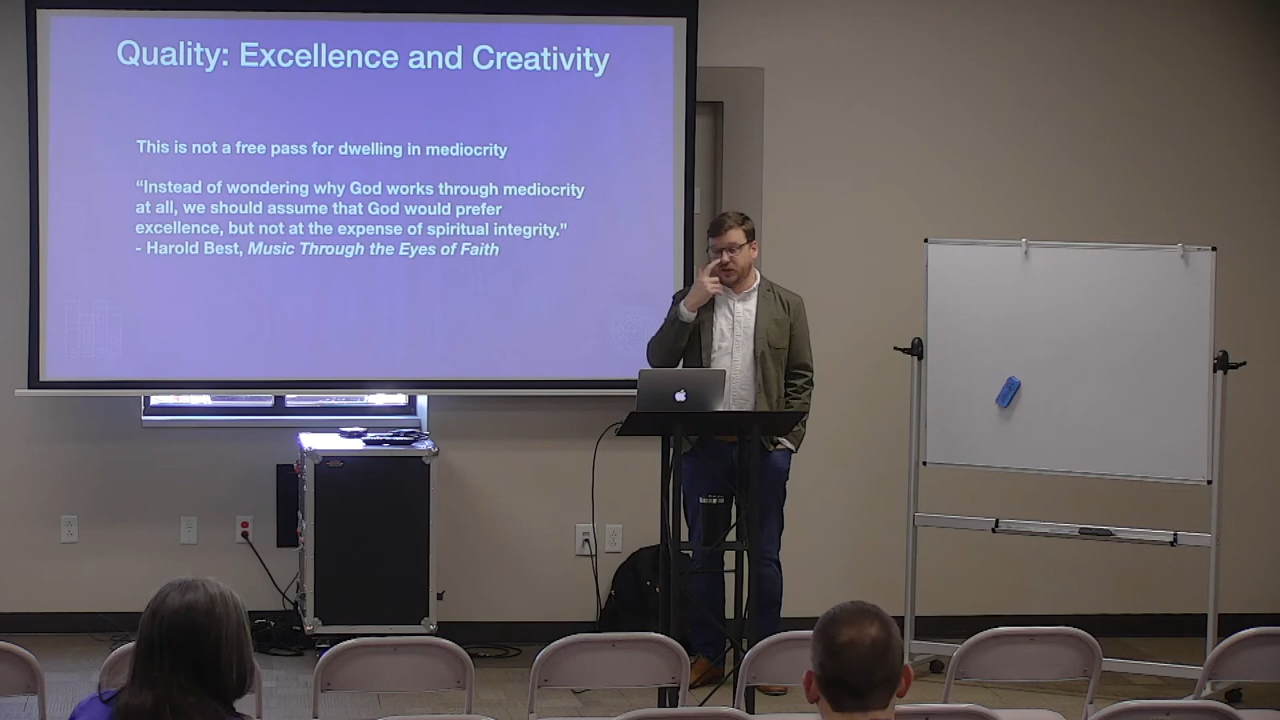 Quality: Excellence and Creativity
This is not a free pass for dwelling in mediocrity
“Instead of wondering why God works through mediocrity
at all, we should assume that God would prefer
excellence, but not at the expense of spiritual integrity.”
- Harold Best, Music Through the Eyes of Faith